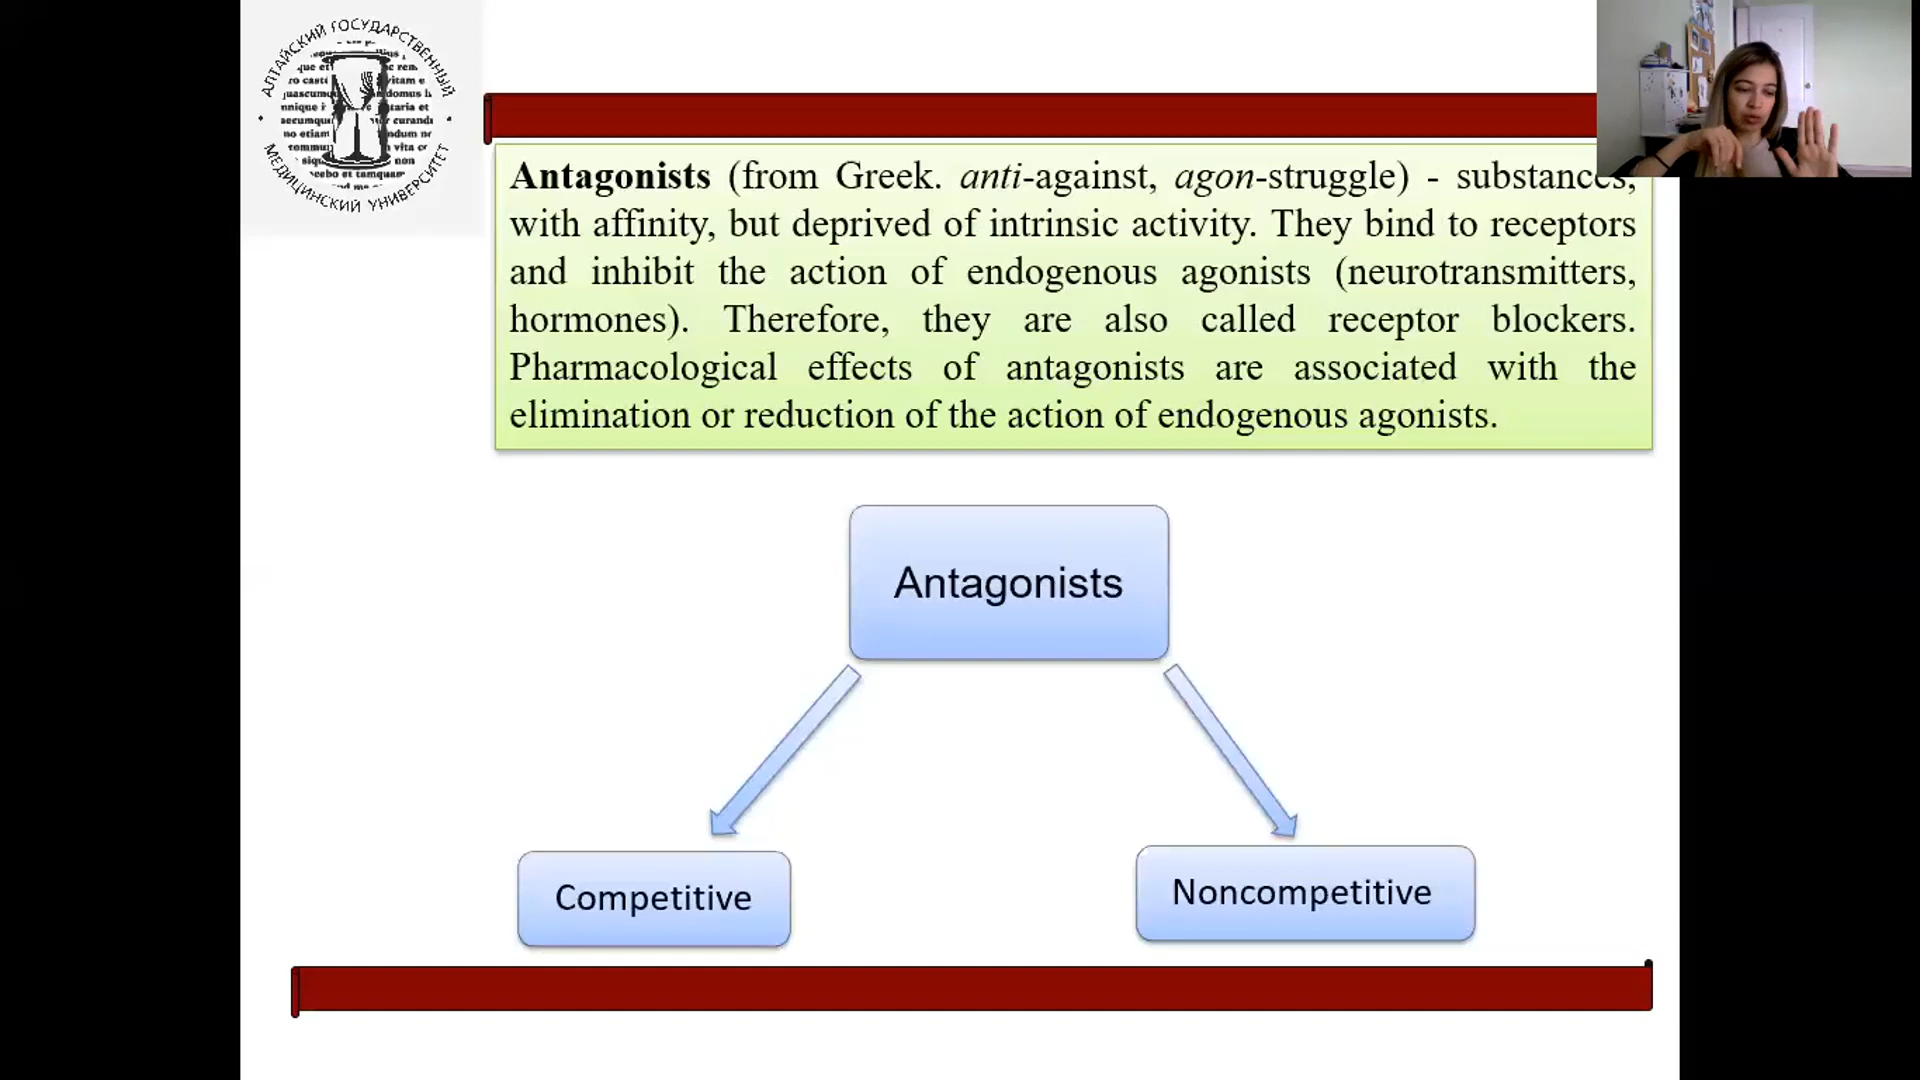 АЛТАЙСКИЙ ГОСУДАРСТВЕННЫЙ
МЕДИЦИНСКИЙ УНИВЕРСИТЕТ
Antagonists (from Greek. anti-against, agon-struggle) - substances,
with affinity, but deprived of intrinsic activity. They bind to receptors
and inhibit the action of endogenous agonists (neurotransmitters,
hormones). Therefore, they are also called receptor blockers.
Pharmacological effects of antagonists are associated with the
elimination or reduction of the action of endogenous agonists.
Antagonists
Competitive
Noncompetitive